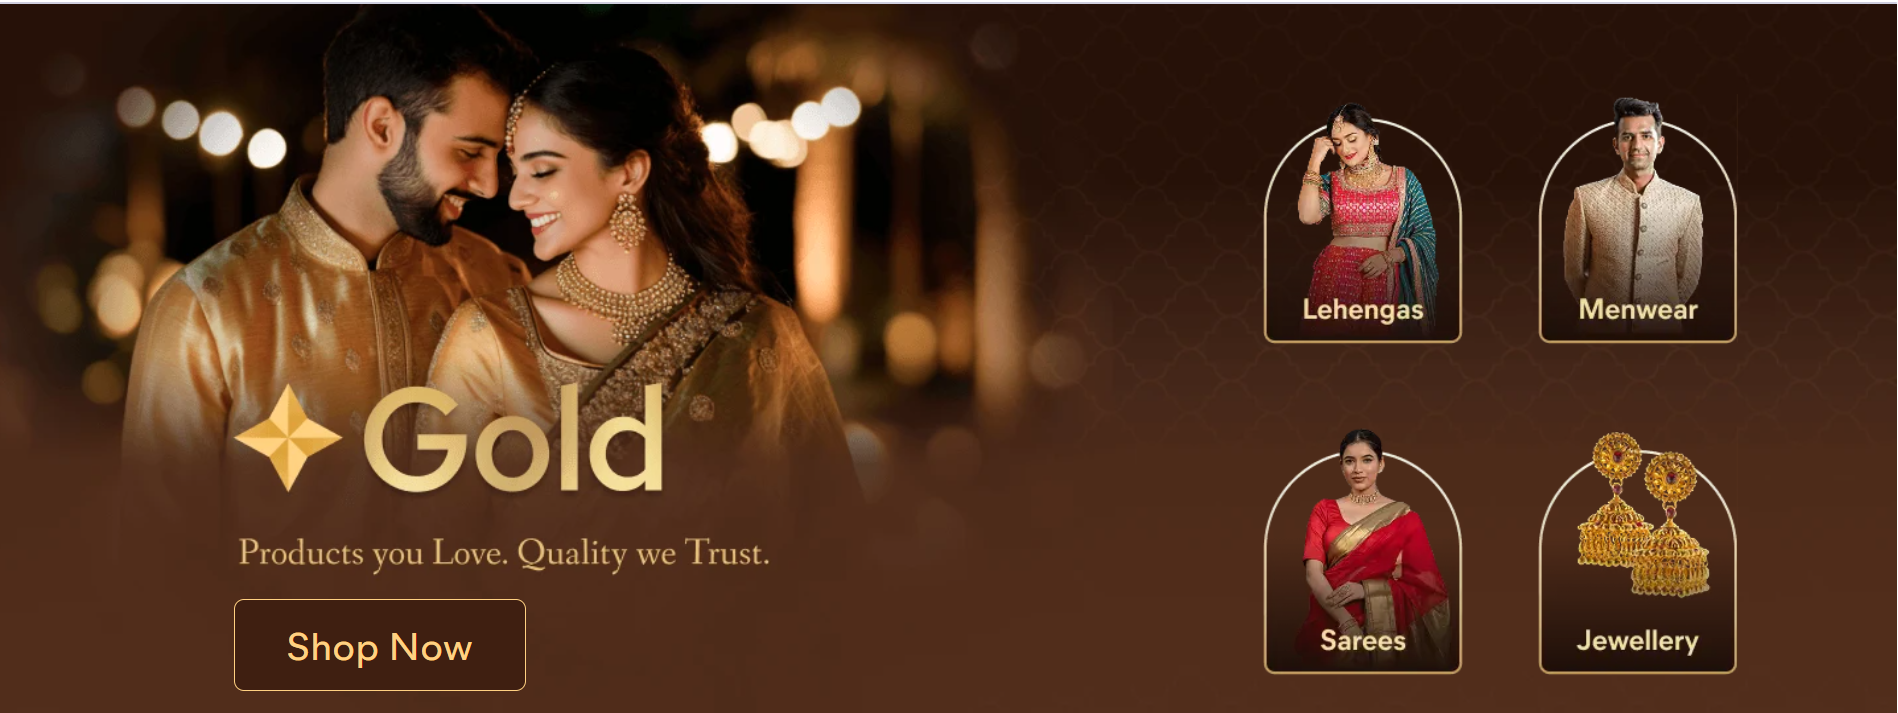 Gold
Products you Love. Quality we Trust.
Shop Now
Lehengas
Menwear
Sarees
Jewellery